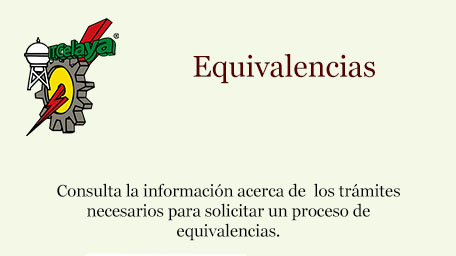 ITCelaya®
Equivalencias
Consulta la información acerca de los trámites
necesarios para solicitar un proceso de
equivalencias.